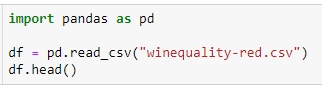 import pandas as pd
df = pd.read_csv("winequality-red.csv")
df.head()